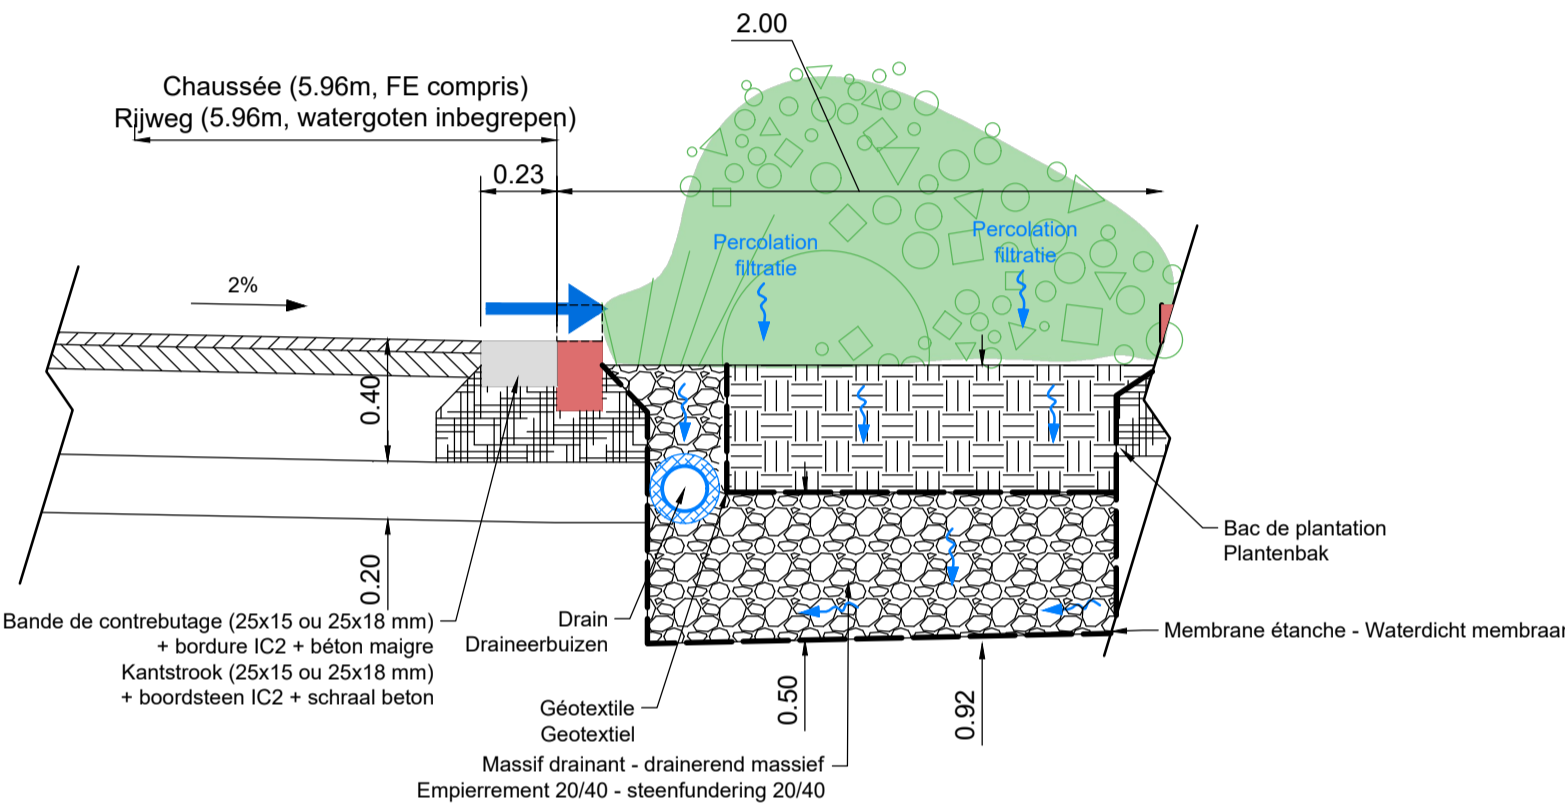 2.00
Chaussée (5.96m, FE compris)
Rijweg (5.96m, watergoten inbegrepen)
0.23
Percolation
filtratie
Percolation
filtratie
2%
0.40
0.20
Bac de plantation
Plantenbak
Bande de contrebutage (25x15 ou 25x18 mm)
+ bordure IC2 + béton maigre
Kantstrook (25x15 ou 25x18 mm)
+ boordsteen IC2 + schraal beton
Drain
Draineerbuizen
Membrane étanche - Waterdicht membraan
0.50
0.92
Géotextile
Geotextiel
Massif drainant - drainerend massief
Empierrement 20/40 - steenfundering 20/40